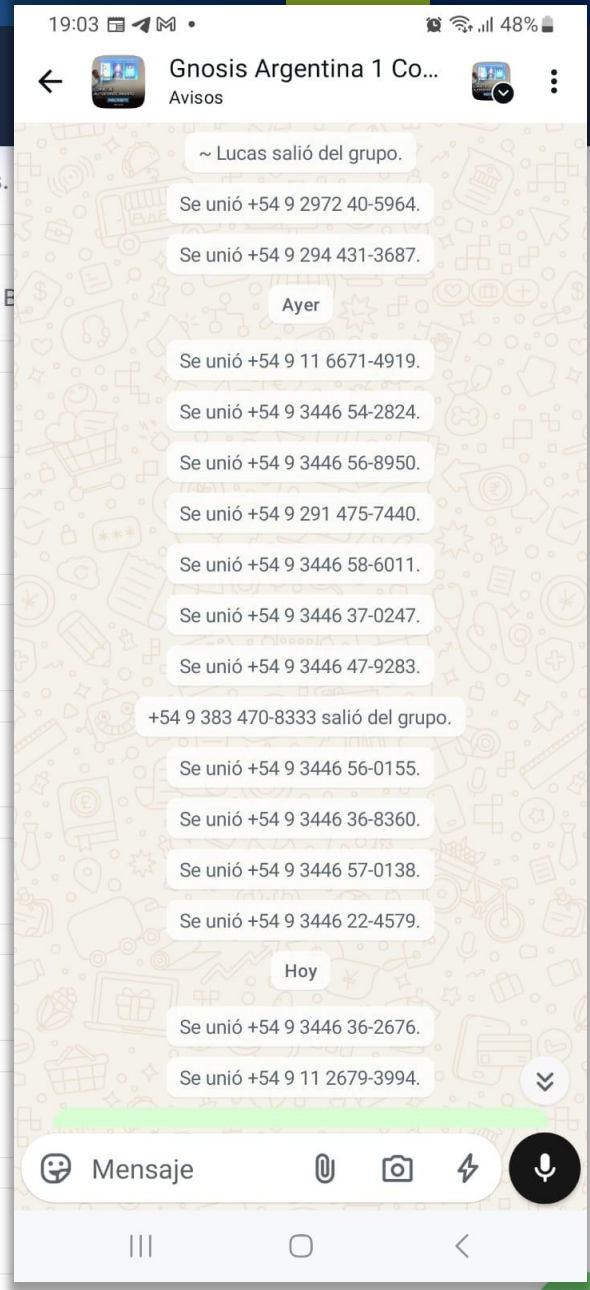 19:03 48%
Gnosis Argentina 1 Co...
Avisos
~ Lucas salió del grupo.
Se unió +54 9 2972 40-5964.
Se unió +54 9 294 431-3687.
Ayer
Se unió +54 9 11 6671-4919.
Se unió +54 9 3446 54-2824.
Se unió +54 9 3446 56-8950.
Se unió +54 9 291 475-7440.
Se unió +54 9 3446 58-6011.
Se unió +54 9 3446 37-0247.
Se unió +54 9 3446 47-9283.
+54 9 383 470-8333 salió del grupo.
Se unió +54 9 3446 56-0155.
Se unió +54 9 3446 36-8360.
Se unió +54 9 3446 57-0138.
Se unió +54 9 3446 22-4579.
Hoy
Se unió +54 9 3446 36-2676.
Se unió +54 9 11 2679-3994.
Mensaje